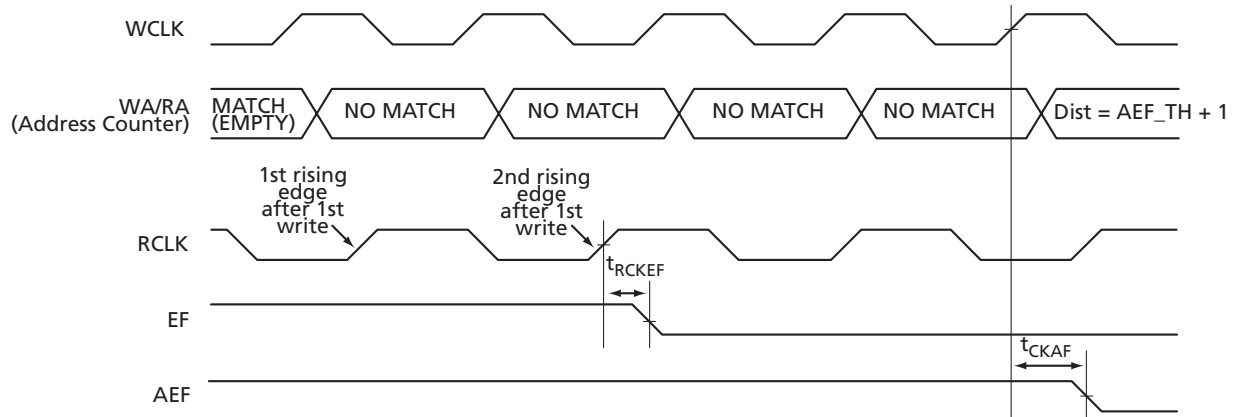 WCLK
WA/RA
(Address Counter)
MATCH
(EMPTY)
NO MATCH
NO MATCH
NO MATCH
NO MATCH
Dist = AEF_TH + 1
1st rising
edge
after 1st
write
2nd rising
edge
after 1st
write
RCLK
tRCKEF
EF
tCKAF
AEF